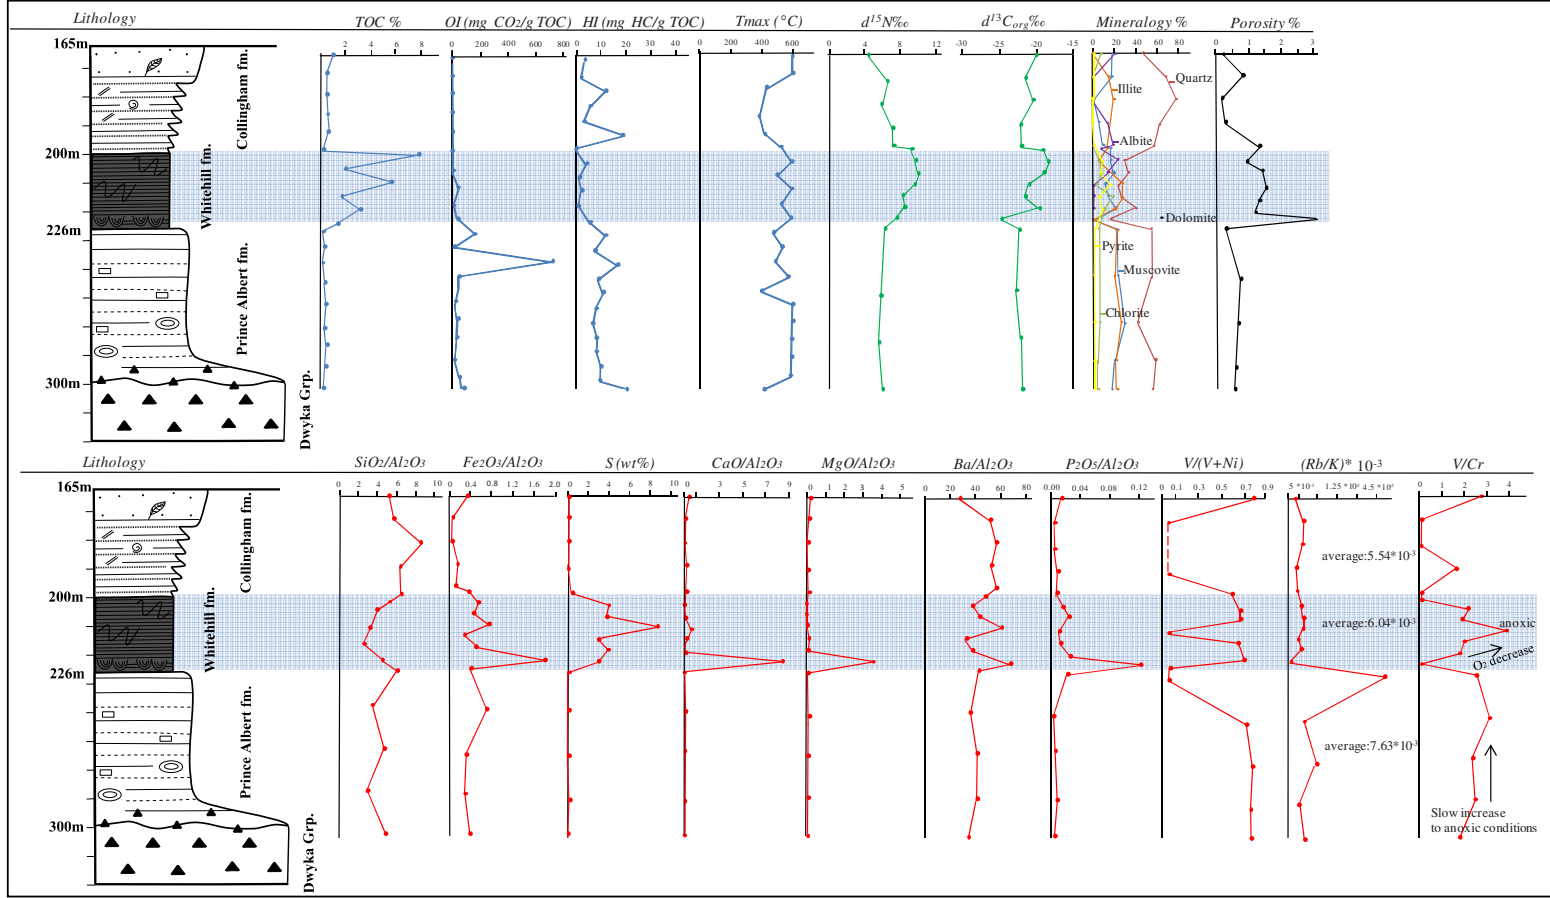 Lithology TOC % OI (mg CO2/g TOC) HI (mg HC/g TOC) Tmax (°C) d¹⁵N‰ d¹³Corg‰ Mineralogy % Porosity %
165m 2 4 6 8 0 200 400 600 800 0 10 20 30 40 0 200 400 600 0 4 8 12 -30 -25 -20 -15 0 20 40 60 80 0 1 2 3
Collingham fm.
Quartz
Illite
Albite
200m
Whitehill fm.
Dolomite
226m
Pyrite
Muscovite
Prince Albert fm.
Chlorite
300m
Dwyka Grp.
Lithology SiO2/Al2O3 Fe2O3/Al2O3 S (wt%) CaO/Al2O3 MgO/Al2O3 Ba/Al2O3 P2O5/Al2O3 V/(V+Ni) (Rb/K)* 10⁻³ V/Cr
165m 0 2 4 6 8 10 0 0.4 0.8 1.2 1.6 2.0 0 2 4 6 8 10 0 3 5 7 9 0 1 2 4 5 0 20 40 60 80 0.00 0.04 0.08 0.12 0 0.1 0.3 0.5 0.7 0.9 0 1 2 3 4
Collingham fm.
average:5.54*10⁻³
200m
Whitehill fm.
average:6.04*10⁻³
anoxic
O2 decrease
226m
Prince Albert fm.
average:7.63*10⁻³
Slow increase
to anoxic conditions
300m
Dwyka Grp.